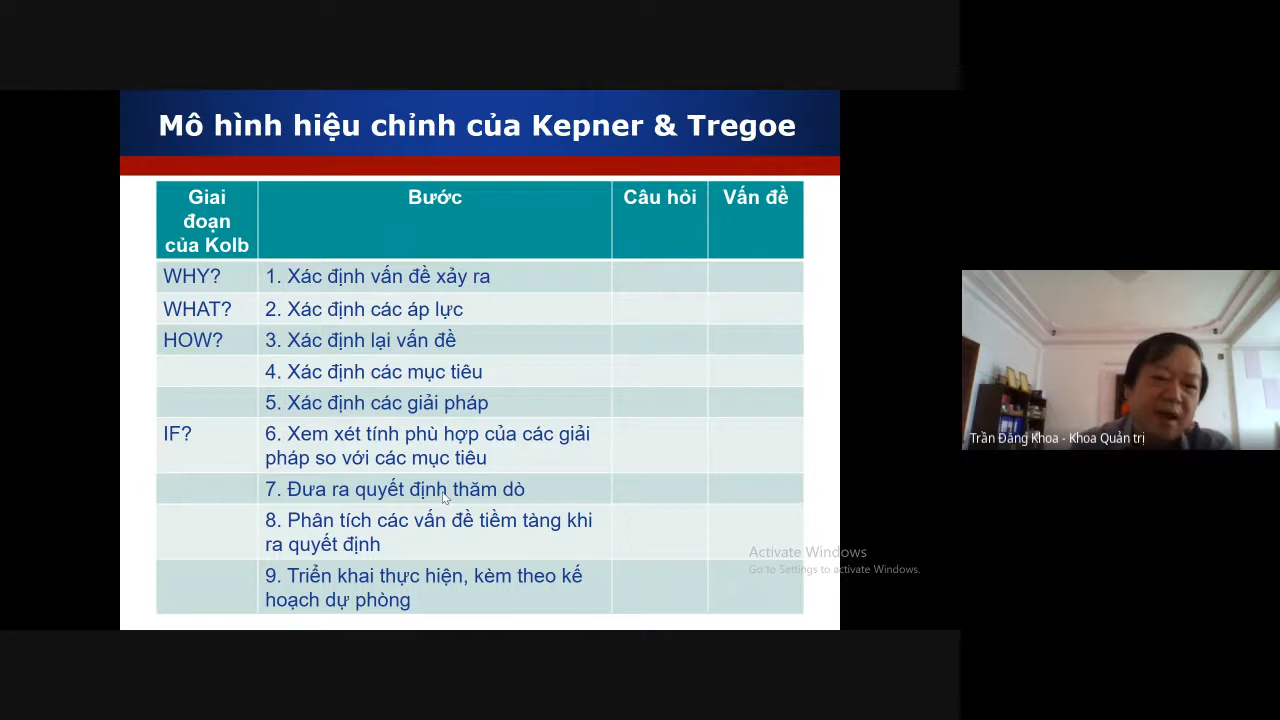 Mô hình hiệu chỉnh của Kepner & Tregoe
Giai đoạn của Kolb
Bước
Câu hỏi
Vấn đề
WHY?
1. Xác định vấn đề xảy ra
WHAT?
2. Xác định các áp lực
HOW?
3. Xác định lại vấn đề
4. Xác định các mục tiêu
5. Xác định các giải pháp
IF?
6. Xem xét tính phù hợp của các giải
pháp so với các mục tiêu
7. Đưa ra quyết định thăm dò
8. Phân tích các vấn đề tiềm tàng khi
ra quyết định
9. Triển khai thực hiện, kèm theo kế
hoạch dự phòng
Activate Windows
Go to Settings to activate Windows.
Trần Đăng Khoa - Khoa Quản trị